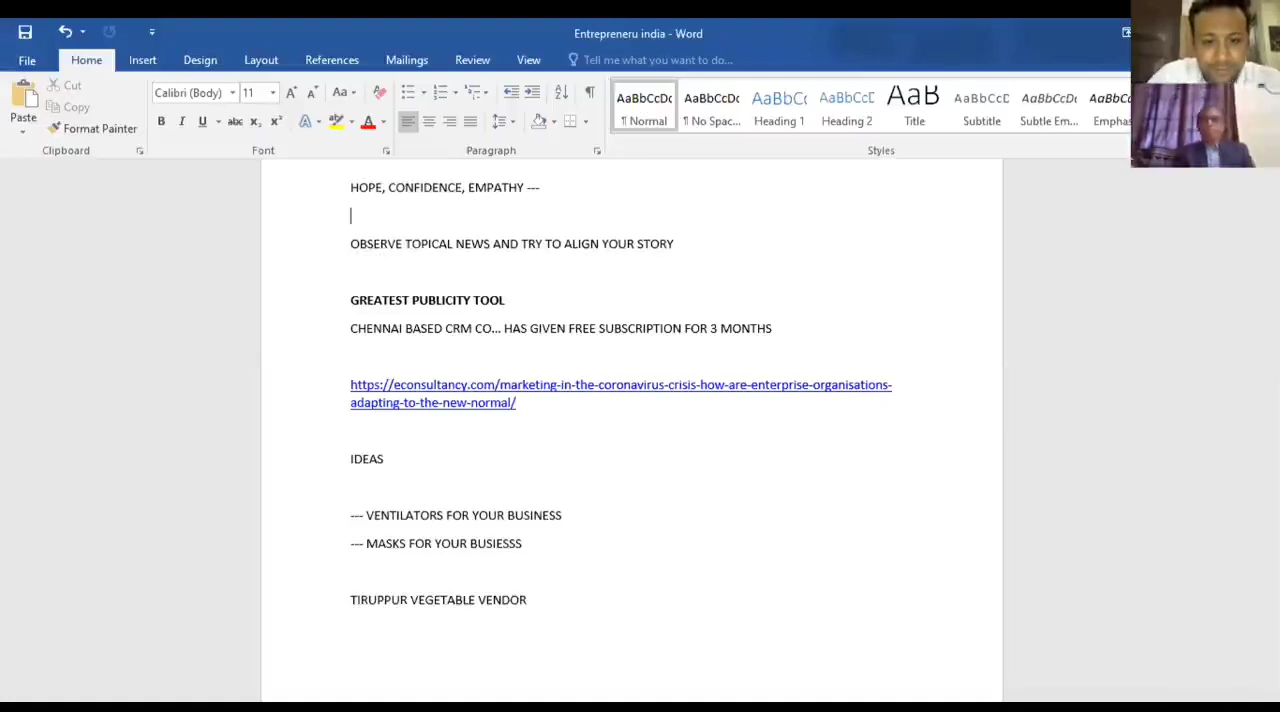 Entrepreneru india - Word
File Home Insert Design Layout References Mailings Review View Tell me what you want to do...
Paste
Cut
Copy
Format Painter
Clipboard
Calibri (Body) 11
Font
Paragraph
AaBbCcDc AaBbCcDc AaBbC( AaBbCcE AaB AaBbCcD AaBbCcDt AaBbCc
¶ Normal ¶ No Spac... Heading 1 Heading 2 Title Subtitle Subtle Em... Emphas
Styles
HOPE, CONFIDENCE, EMPATHY ---
OBSERVE TOPICAL NEWS AND TRY TO ALIGN YOUR STORY
GREATEST PUBLICITY TOOL
CHENNAI BASED CRM CO... HAS GIVEN FREE SUBSCRIPTION FOR 3 MONTHS
https://econsultancy.com/marketing-in-the-coronavirus-crisis-how-are-enterprise-organisations-
adapting-to-the-new-normal/
IDEAS
--- VENTILATORS FOR YOUR BUSINESS
--- MASKS FOR YOUR BUSIESSS
TIRUPPUR VEGETABLE VENDOR